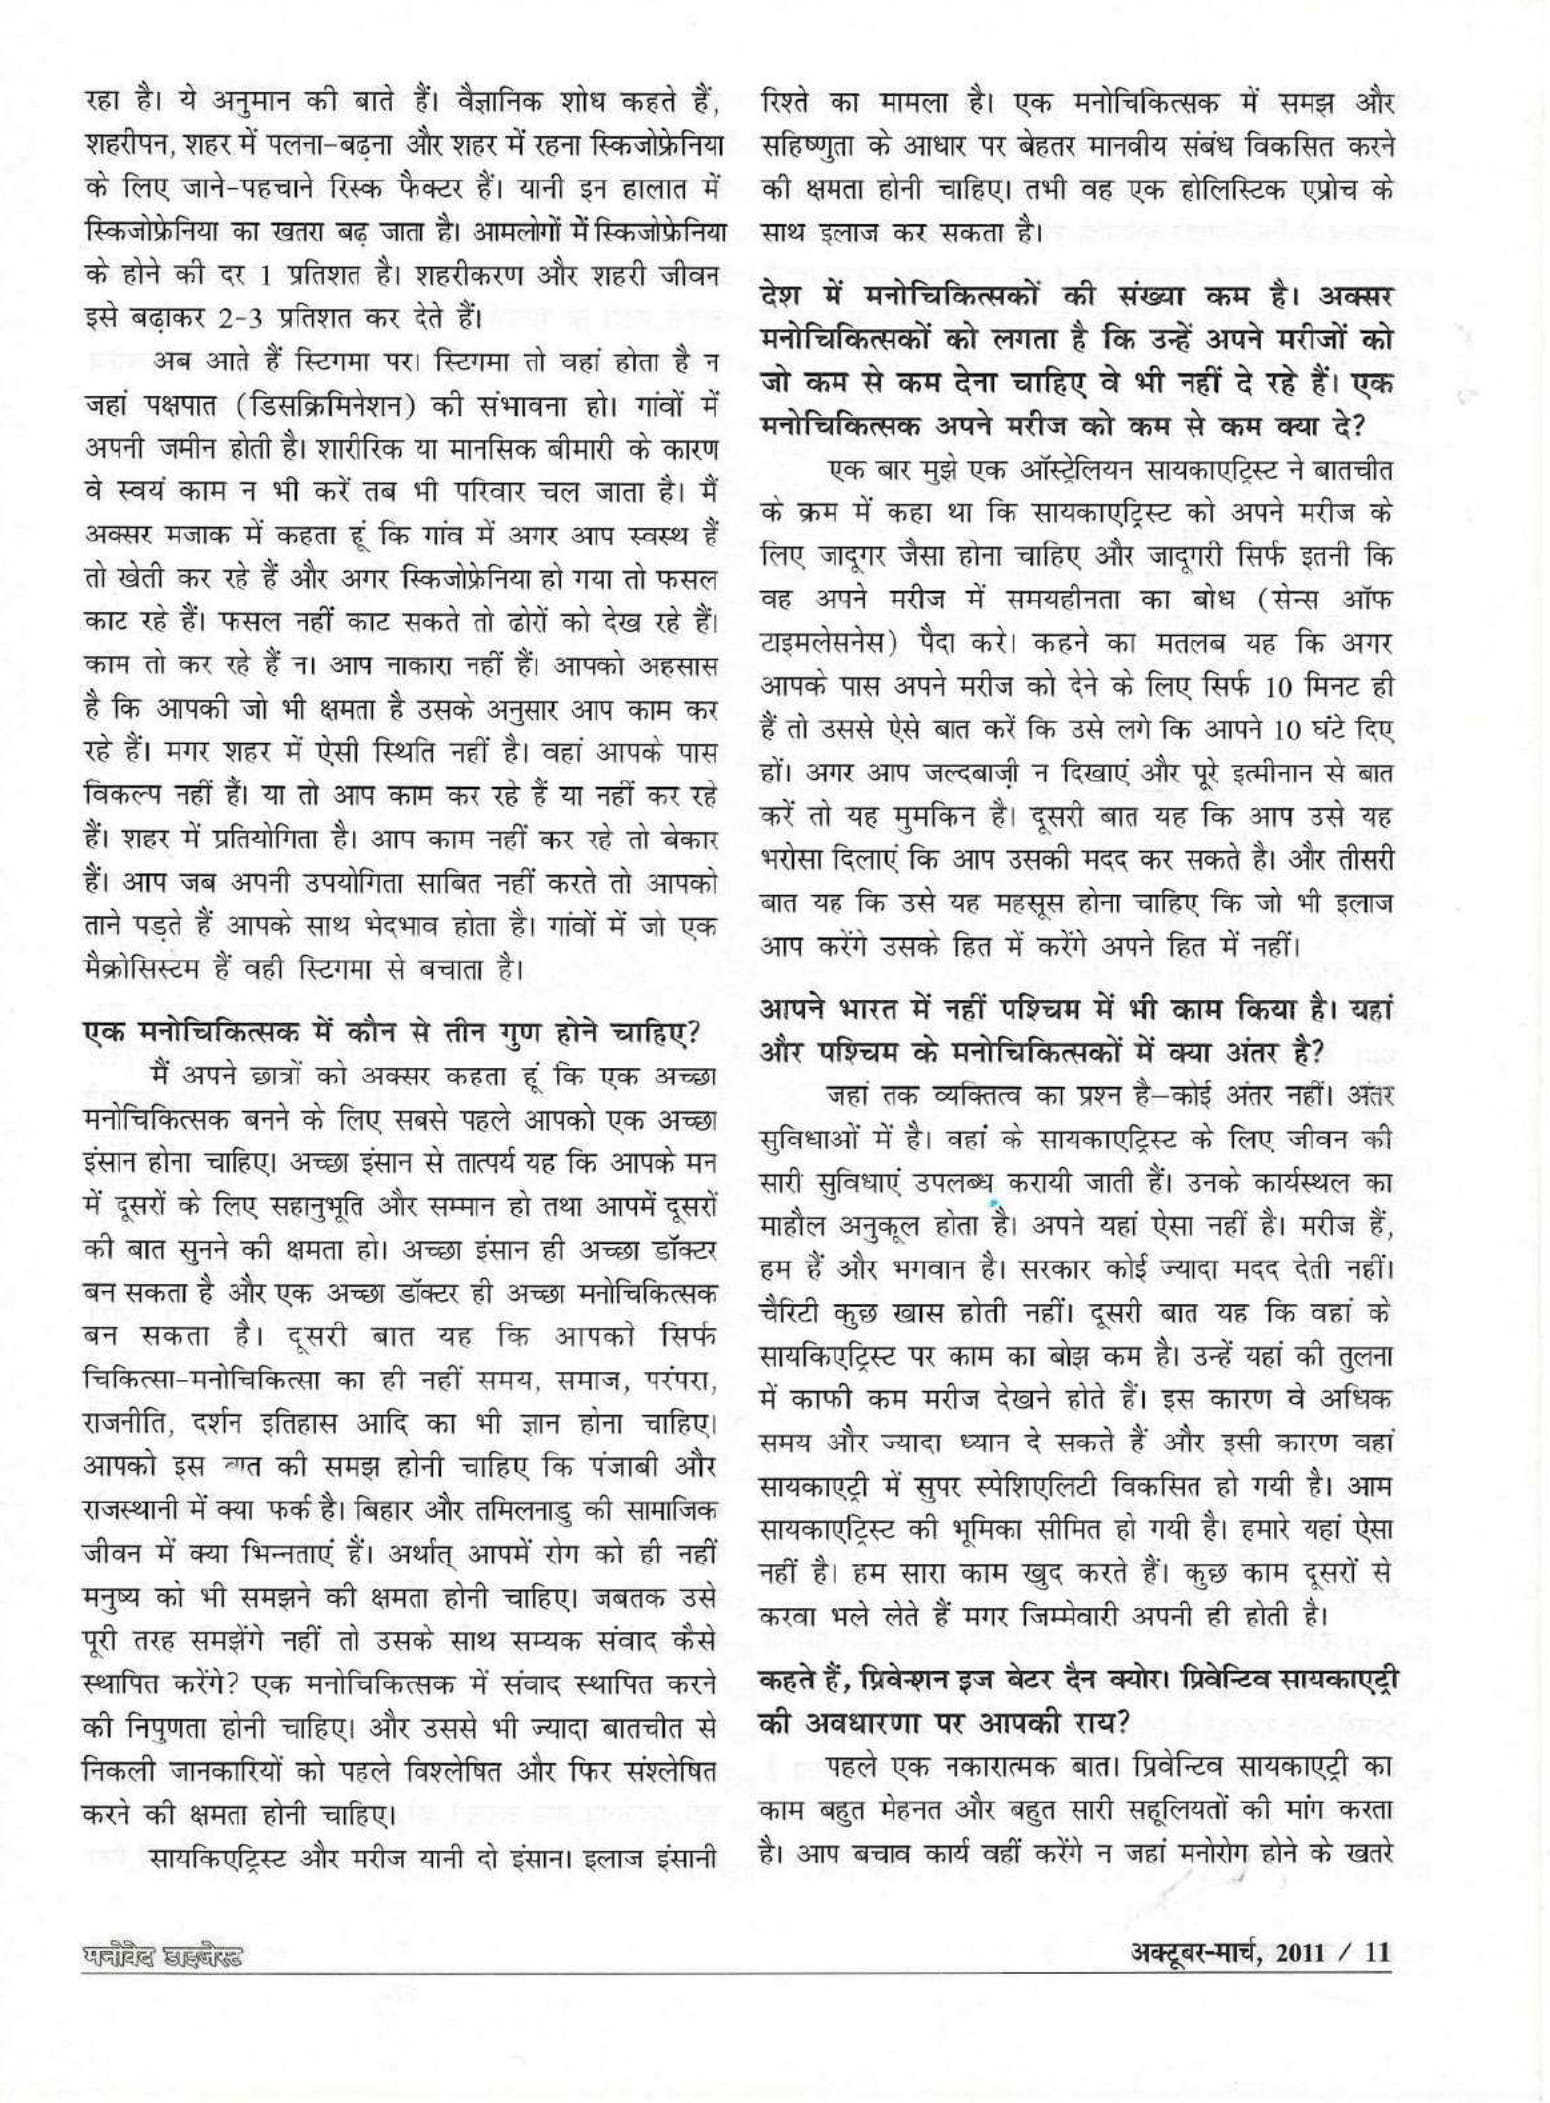 रहा है। ये अनुमान की बाते हैं। वैज्ञानिक शोध कहते हैं,
शहरीपन, शहर में पलना-बढ़ना और शहर में रहना स्किजोफ्रेनिया
के लिए जाने-पहचाने रिस्क फैक्टर हैं। यानी इन हालात में
स्किजोफ्रेनिया का खतरा बढ़ जाता है। आमलोगों में स्किजोफ्रेनिया
के होने की दर 1 प्रतिशत है। शहरीकरण और शहरी जीवन
इसे बढ़ाकर 2-3 प्रतिशत कर देते हैं।
अब आते हैं स्टिगमा पर। स्टिगमा तो वहां होता है न
जहां पक्षपात (डिसक्रिमिनेशन) की संभावना हो। गांवों में
अपनी जमीन होती है। शारीरिक या मानसिक बीमारी के कारण
वे स्वयं काम न भी करें तब भी परिवार चल जाता है। मैं
अक्सर मजाक में कहता हूं कि गांव में अगर आप स्वस्थ हैं
तो खेती कर रहे हैं और अगर स्किजोफ्रेनिया हो गया तो फसल
काट रहे हैं। फसल नहीं काट सकते तो ढोरों को देख रहे हैं।
काम तो कर रहे हैं न। आप नाकारा नहीं हैं। आपको अहसास
है कि आपकी जो भी क्षमता है उसके अनुसार आप काम कर
रहे हैं। मगर शहर में ऐसी स्थिति नहीं है। वहां आपके पास
विकल्प नहीं हैं। या तो आप काम कर रहे हैं या नहीं कर रहे
हैं। शहर में प्रतियोगिता है। आप काम नहीं कर रहे तो बेकार
हैं। आप जब अपनी उपयोगिता साबित नहीं करते तो आपको
ताने पड़ते हैं आपके साथ भेदभाव होता है। गांवों में जो एक
मैक्रोसिस्टम हैं वही स्टिगमा से बचाता है।
एक मनोचिकित्सक में कौन से तीन गुण होने चाहिए?
मैं अपने छात्रों को अक्सर कहता हूं कि एक अच्छा
मनोचिकित्सक बनने के लिए सबसे पहले आपको एक अच्छा
इंसान होना चाहिए। अच्छा इंसान से तात्पर्य यह कि आपके मन
में दूसरों के लिए सहानुभूति और सम्मान हो तथा आपमें दूसरों
की बात सुनने की क्षमता हो। अच्छा इंसान ही अच्छा डॉक्टर
बन सकता है और एक अच्छा डॉक्टर ही अच्छा मनोचिकित्सक
बन सकता है। दूसरी बात यह कि आपको सिर्फ
चिकित्सा-मनोचिकित्सा का ही नहीं समय, समाज, परंपरा,
राजनीति, दर्शन इतिहास आदि का भी ज्ञान होना चाहिए।
आपको इस बात की समझ होनी चाहिए कि पंजाबी और
राजस्थानी में क्या फर्क है। बिहार और तमिलनाडु की सामाजिक
जीवन में क्या भिन्नताएं हैं। अर्थात् आपमें रोग को ही नहीं
मनुष्य को भी समझने की क्षमता होनी चाहिए। जबतक उसे
पूरी तरह समझेंगे नहीं तो उसके साथ सम्यक संवाद कैसे
स्थापित करेंगे? एक मनोचिकित्सक में संवाद स्थापित करने
की निपुणता होनी चाहिए। और उससे भी ज्यादा बातचीत से
निकली जानकारियों को पहले विश्लेषित और फिर संश्लेषित
करने की क्षमता होनी चाहिए।
सायकिएट्रिस्ट और मरीज यानी दो इंसान। इलाज इंसानी
रिश्ते का मामला है। एक मनोचिकित्सक में समझ और
सहिष्णुता के आधार पर बेहतर मानवीय संबंध विकसित करने
की क्षमता होनी चाहिए। तभी वह एक होलिस्टिक एप्रोच के
साथ इलाज कर सकता है।
देश में मनोचिकित्सकों की संख्या कम है। अक्सर
मनोचिकित्सकों को लगता है कि उन्हें अपने मरीजों को
जो कम से कम देना चाहिए वे भी नहीं दे रहे हैं। एक
मनोचिकित्सक अपने मरीज को कम से कम क्या दे?
एक बार मुझे एक ऑस्ट्रेलियन सायकाएट्रिस्ट ने बातचीत
के क्रम में कहा था कि सायकाएट्रिस्ट को अपने मरीज के
लिए जादूगर जैसा होना चाहिए और जादूगरी सिर्फ इतनी कि
वह अपने मरीज में समयहीनता का बोध (सेन्स ऑफ
टाइमलेसनेस) पैदा करे। कहने का मतलब यह कि अगर
आपके पास अपने मरीज को देने के लिए सिर्फ 10 मिनट ही
हैं तो उससे ऐसे बात करें कि उसे लगे कि आपने 10 घंटे दिए
हों। अगर आप जल्दबाज़ी न दिखाएं और पूरे इत्मीनान से बात
करें तो यह मुमकिन है। दूसरी बात यह कि आप उसे यह
भरोसा दिलाएं कि आप उसकी मदद कर सकते है। और तीसरी
बात यह कि उसे यह महसूस होना चाहिए कि जो भी इलाज
आप करेंगे उसके हित में करेंगे अपने हित में नहीं।
आपने भारत में नहीं पश्चिम में भी काम किया है। यहां
और पश्चिम के मनोचिकित्सकों में क्या अंतर है?
जहां तक व्यक्तित्व का प्रश्न है—कोई अंतर नहीं। अंतर
सुविधाओं में है। वहां के सायकाएट्रिस्ट के लिए जीवन की
सारी सुविधाएं उपलब्ध करायी जाती हैं। उनके कार्यस्थल का
माहौल अनुकूल होता है। अपने यहां ऐसा नहीं है। मरीज हैं,
हम हैं और भगवान है। सरकार कोई ज्यादा मदद देती नहीं।
चैरिटी कुछ खास होती नहीं। दूसरी बात यह कि वहां के
सायकिएट्रिस्ट पर काम का बोझ कम है। उन्हें यहां की तुलना
में काफी कम मरीज देखने होते हैं। इस कारण वे अधिक
समय और ज्यादा ध्यान दे सकते हैं और इसी कारण वहां
सायकाएट्री में सुपर स्पेशिएलिटी विकसित हो गयी है। आम
सायकाएट्रिस्ट की भूमिका सीमित हो गयी है। हमारे यहां ऐसा
नहीं है। हम सारा काम खुद करते हैं। कुछ काम दूसरों से
करवा भले लेते हैं मगर जिम्मेवारी अपनी ही होती है।
कहते हैं, प्रिवेन्शन इज बेटर दैन क्योर। प्रिवेन्टिव सायकाएट्री
की अवधारणा पर आपकी राय?
पहले एक नकारात्मक बात। प्रिवेन्टिव सायकाएट्री का
काम बहुत मेहनत और बहुत सारी सहूलियतों की मांग करता
है। आप बचाव कार्य वहीं करेंगे न जहां मनोरोग होने के खतरे
मनोवेद डाइजेस्ट
अक्टूबर-मार्च, 2011 / 11